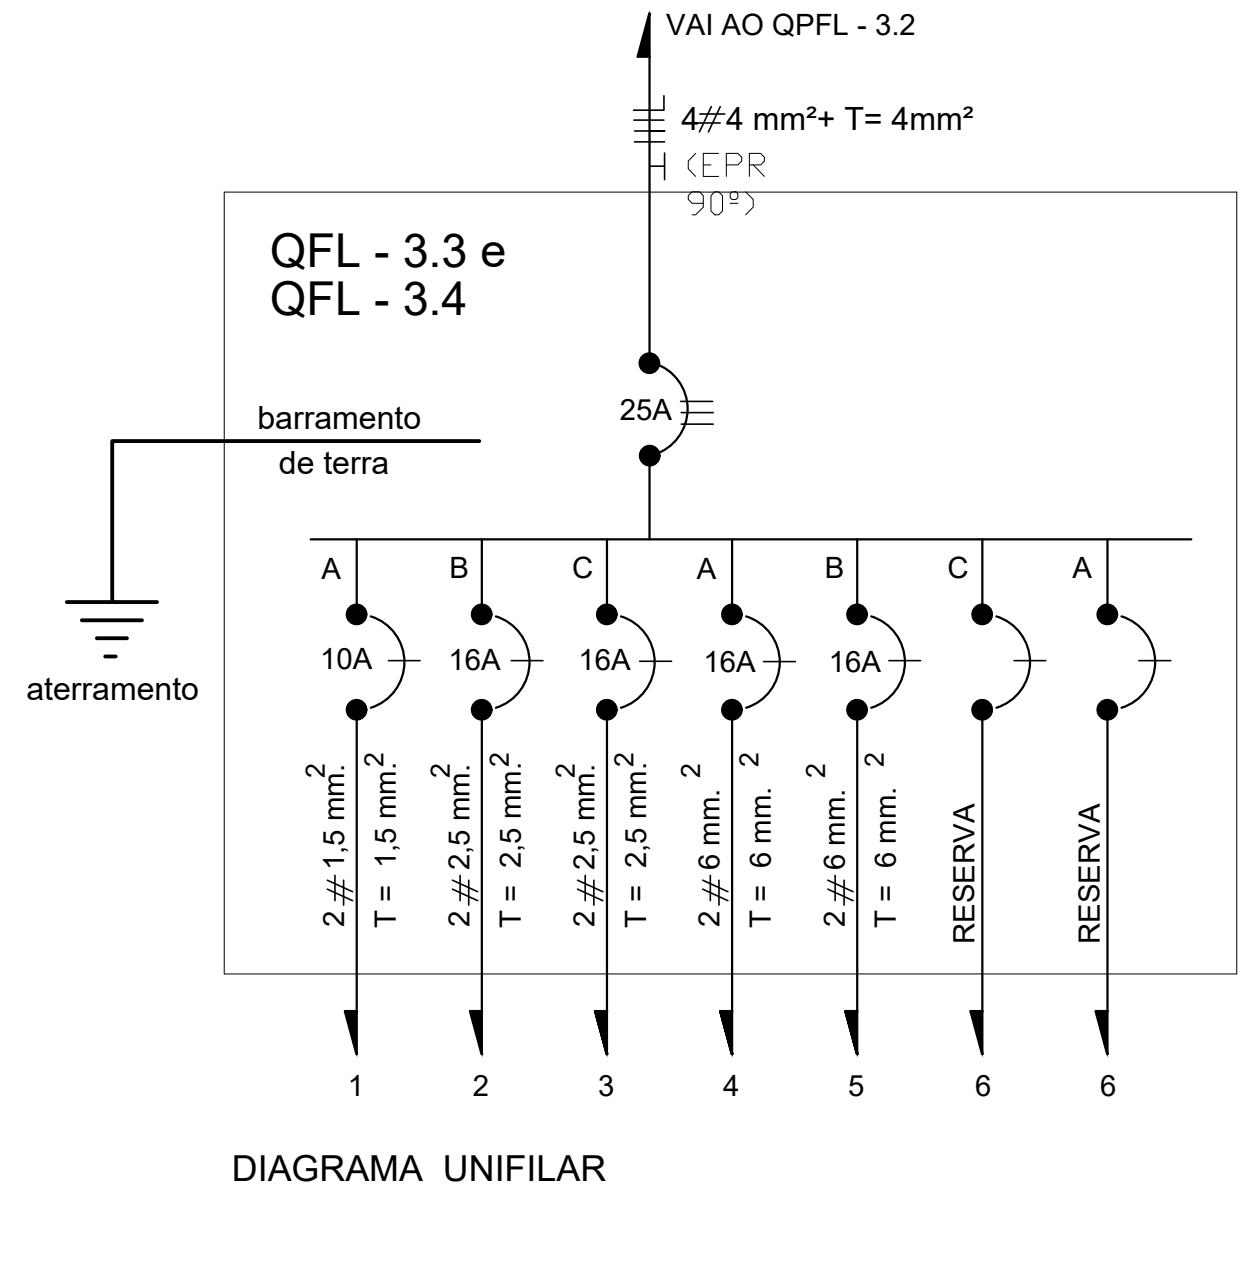 VAI AO QPFL - 3.2
4#4 mm²+ T= 4mm²
(EPR
90º)
QFL - 3.3 e
QFL - 3.4
25A
barramento
de terra
aterramento
A B C A B C A
10A 16A 16A 16A 16A
2#1,5 mm.²
T = 1,5 mm.²
2#2,5 mm.²
T = 2,5 mm.²
2#2,5 mm.²
T = 2,5 mm.²
2#6 mm. ²
T = 6 mm. ²
2#6 mm. ²
T = 6 mm. ²
RESERVA
RESERVA
1 2 3 4 5 6 6
DIAGRAMA UNIFILAR